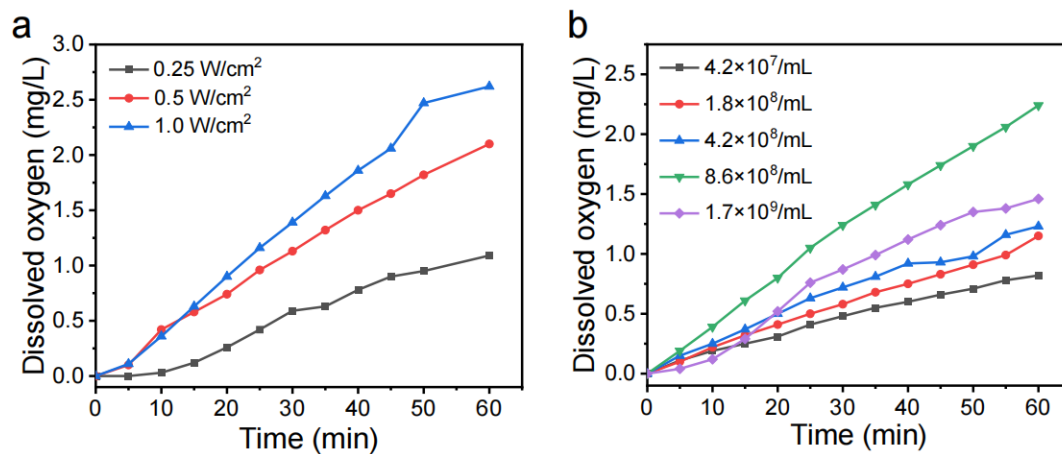 a
3.0
2.5
2.0
1.5
1.0
0.5
0.0
Dissolved oxygen (mg/L)
0.25 W/cm²
0.5 W/cm²
1.0 W/cm²
0 10 20 30 40 50 60
Time (min)
b
2.5
2.0
1.5
1.0
0.5
0.0
Dissolved oxygen (mg/L)
4.2×10⁷/mL
1.8×10⁸/mL
4.2×10⁸/mL
8.6×10⁸/mL
1.7×10⁹/mL
0 10 20 30 40 50 60
Time (min)